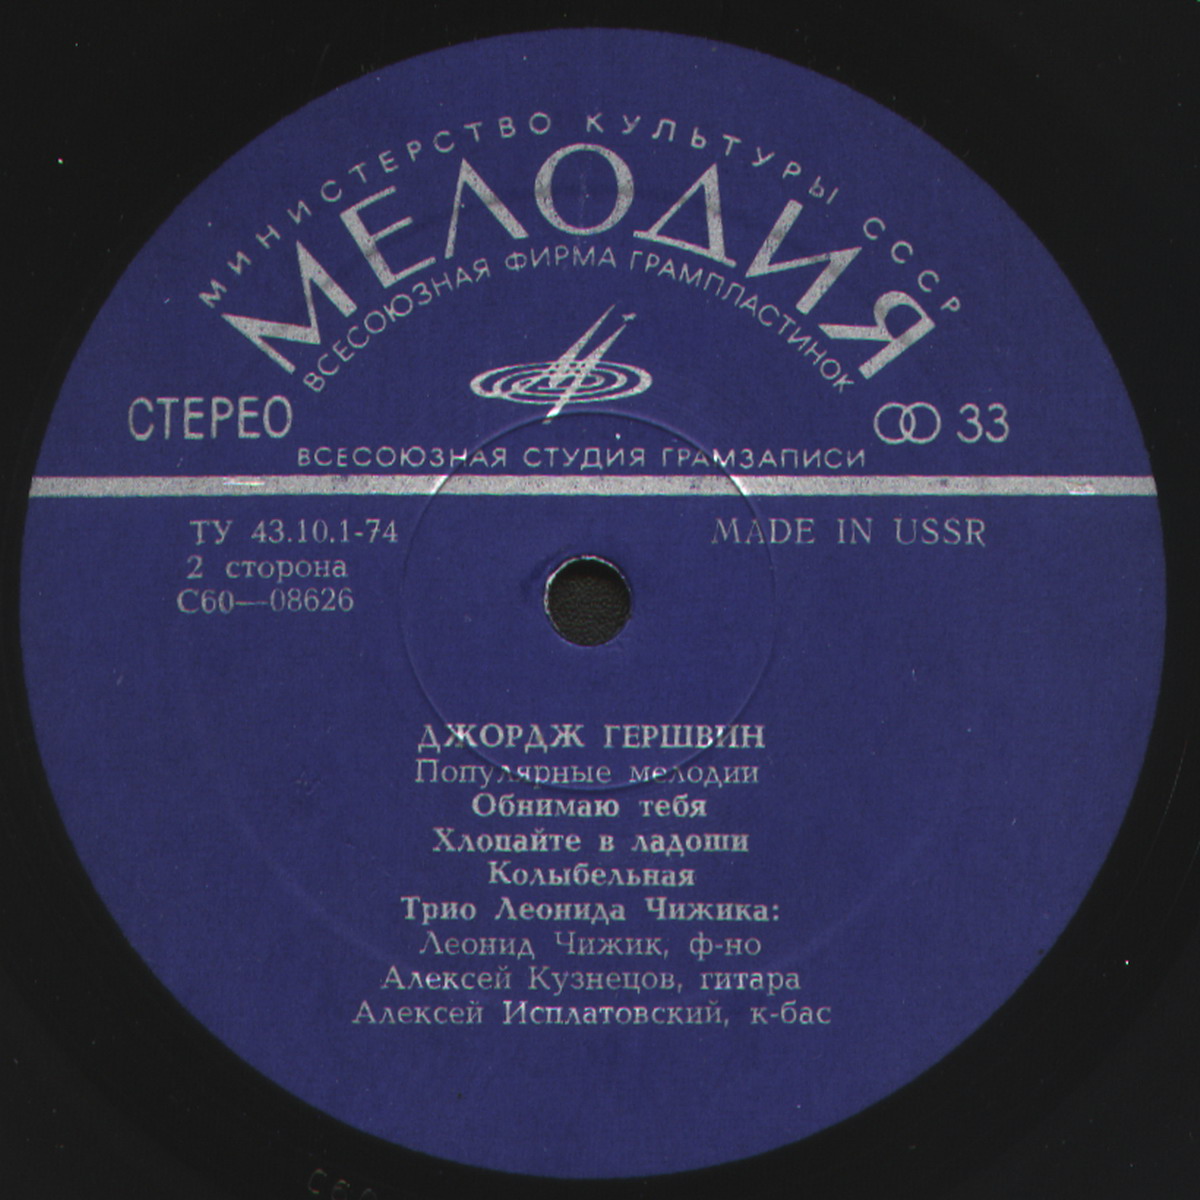 МИНИСТЕРСТВО КУЛЬТУРЫ СССР
МЕЛОДИЯ
ВСЕСОЮЗНАЯ ФИРМА ГРАМПЛАСТИНОК
СТЕРЕО
33
ВСЕСОЮЗНАЯ СТУДИЯ ГРАМЗАПИСИ
ТУ 43.10.1-74
MADE IN USSR
2 сторона
С60—08626
ДЖОРДЖ ГЕРШВИН
Популярные мелодии
Обнимаю тебя
Хлопайте в ладоши
Колыбельная
Трио Леонида Чижика:
Леонид Чижик, ф-но
Алексей Кузнецов, гитара
Алексей Исплатовский, к-бас